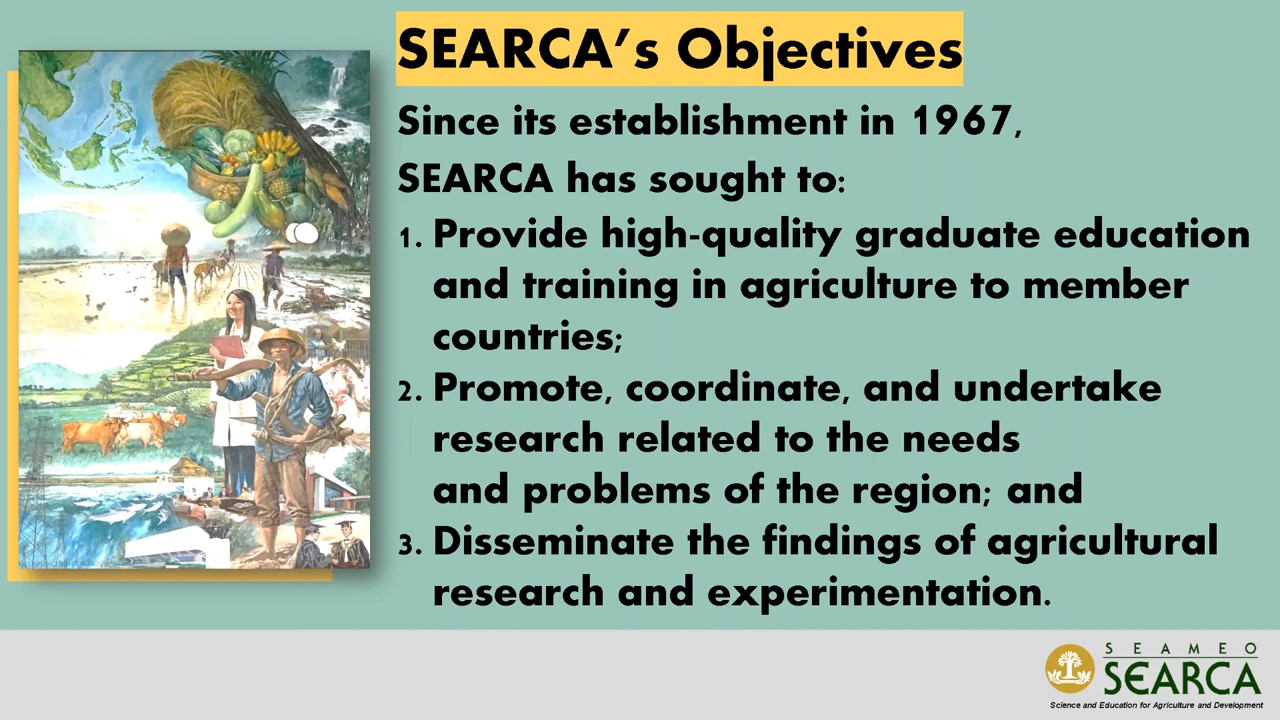 SEARCA's Objectives
Since its establishment in 1967,
SEARCA has sought to:
1. Provide high-quality graduate education
and training in agriculture to member
countries;
2. Promote, coordinate, and undertake
research related to the needs
and problems of the region; and
3. Disseminate the findings of agricultural
research and experimentation.
SEAMEO
SEARCA
Science and Education for Agriculture and Development